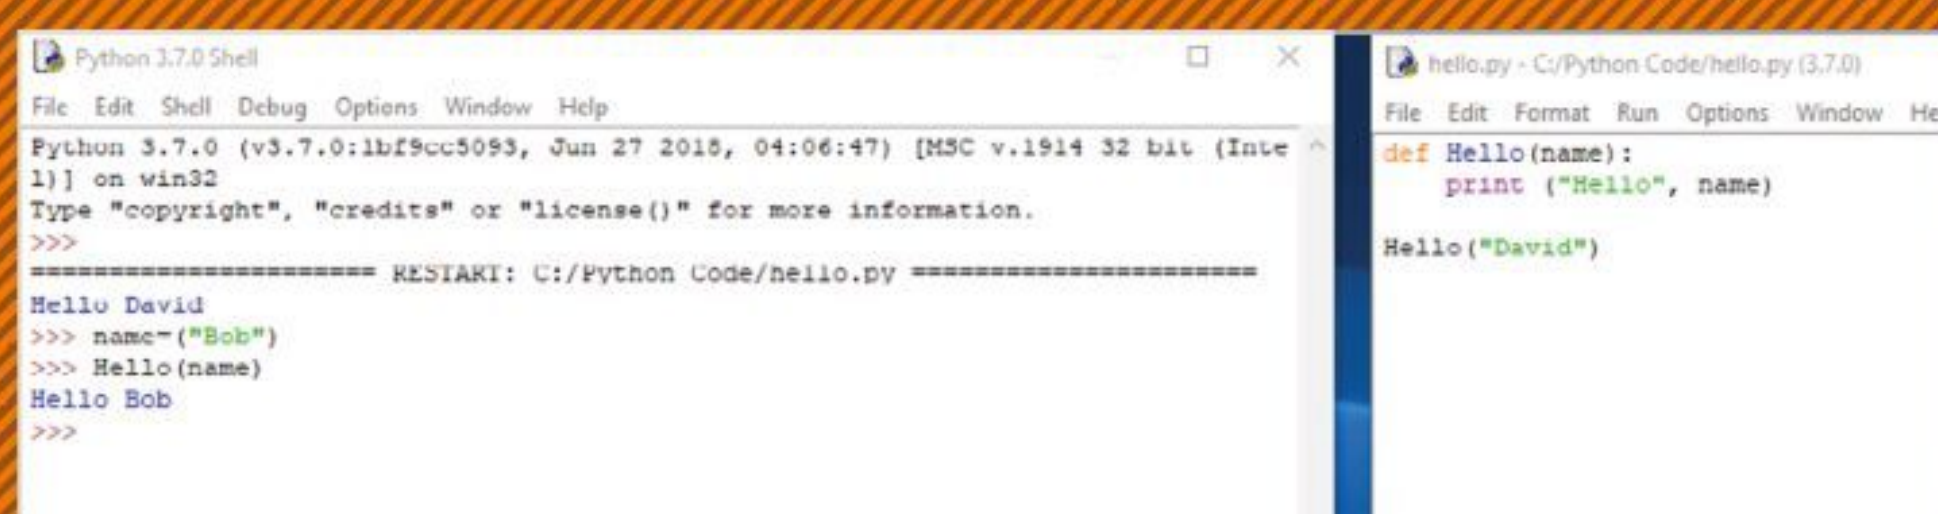 Python 3.7.0 Shell
File Edit Shell Debug Options Window Help
Python 3.7.0 (v3.7.0:1bf9cc5093, Jun 27 2018, 04:06:47) [MSC v.1914 32 bit (Inte
l)] on win32
Type "copyright", "credits" or "license()" for more information.
>>>
====================== RESTART: C:/Python Code/hello.py ======================
Hello David
>>> name=("Bob")
>>> Hello(name)
Hello Bob
>>>
hello.py - C:/Python Code/hello.py (3.7.0)
File Edit Format Run Options Window He
def Hello(name):
    print ("Hello", name)
Hello("David")